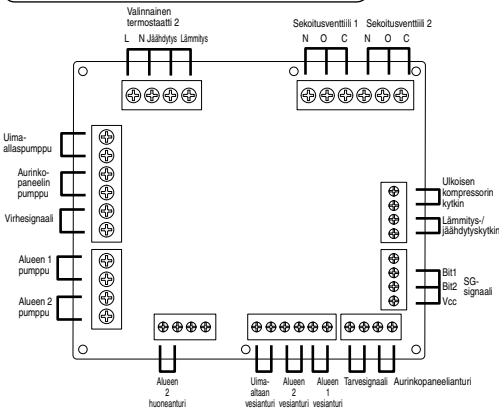 Valinnainen
termostaatti 2
L N Jäähdytys Lämmitys
Sekoitusventtiili 1 Sekoitusventtiili 2
N O C N O C
Uima-
allaspumppu
Aurinko-
paneelin
pumppu
Virhesignaali
Alueen 1
pumppu
Alueen 2
pumppu
Ulkoisen
kompressorin
kytkin
Lämmitys-/
jäähdytyskytkin
Bit1
Bit2
Vcc
SG-
signaali
Alueen
2
huoneanturi
Uima-
altaan
vesianturi
Alueen
2
vesianturi
Alueen
1
vesianturi
Tarvesignaali
Aurinkopaneelianturi